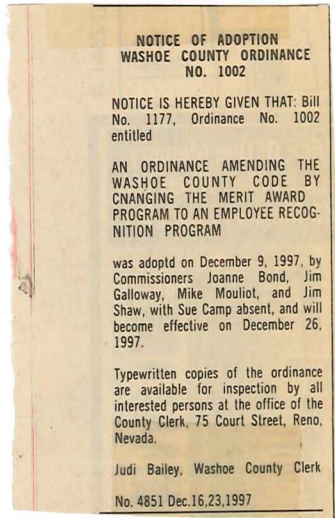 NOTICE OF ADOPTION
WASHOE COUNTY ORDINANCE
NO. 1002
NOTICE IS HEREBY GIVEN THAT: Bill
No. 1177, Ordinance No. 1002
entitled
AN ORDINANCE AMENDING THE
WASHOE COUNTY CODE BY
CNANGING THE MERIT AWARD
PROGRAM TO AN EMPLOYEE RECOG-
NITION PROGRAM
was adoptd on December 9, 1997, by
Commissioners Joanne Bond, Jim
Galloway, Mike Mouliot, and Jim
Shaw, with Sue Camp absent, and will
become effective on December 26,
1997.
Typewritten copies of the ordinance
are available for inspection by all
interested persons at the office of the
County Clerk, 75 Court Street, Reno,
Nevada.
Judi Bailey, Washoe County Clerk
No. 4851 Dec.16,23,1997